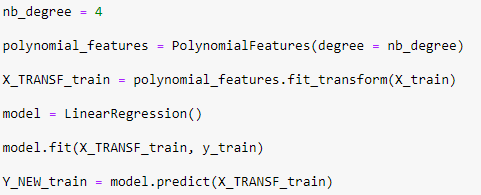 nb_degree = 4
polynomial_features = PolynomialFeatures(degree = nb_degree)
X_TRANSF_train = polynomial_features.fit_transform(X_train)
model = LinearRegression()
model.fit(X_TRANSF_train, y_train)
Y_NEW_train = model.predict(X_TRANSF_train)